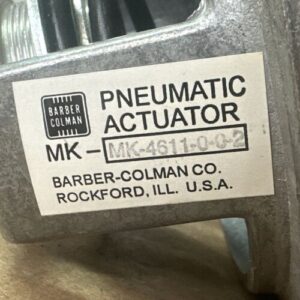 BARBER
COLMAN
PNEUMATIC
ACTUATOR
MK-MK-4611-0-0-2
BARBER-COLMAN CO.
ROCKFORD, ILL. U.S.A.